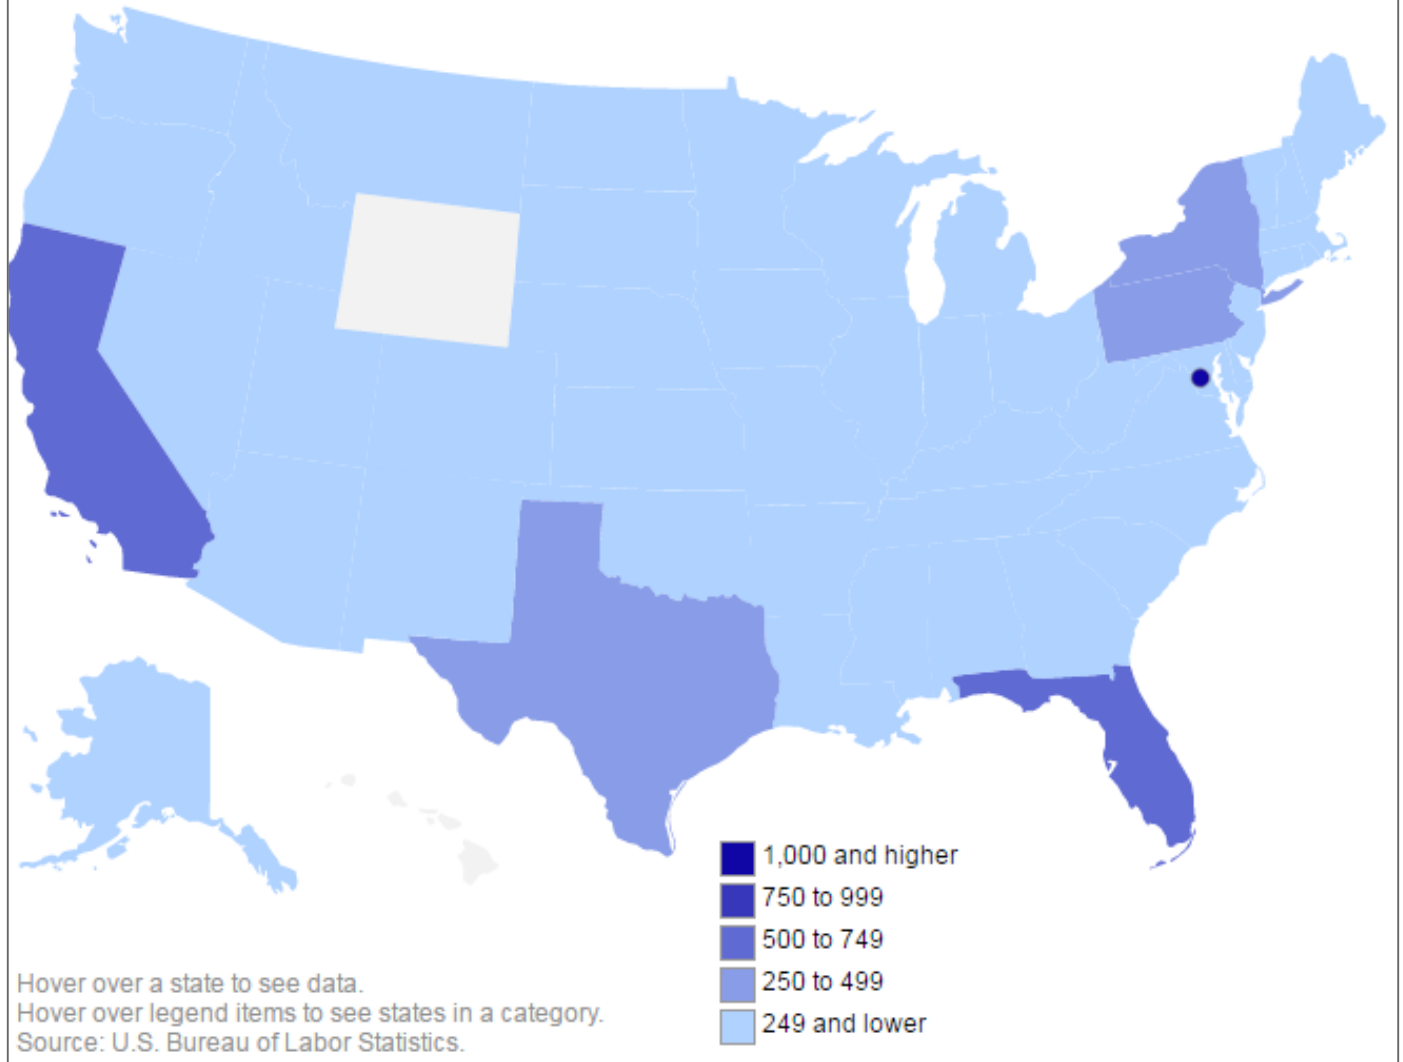 1,000 and higher
750 to 999
500 to 749
250 to 499
249 and lower
Hover over a state to see data.
Hover over legend items to see states in a category.
Source: U.S. Bureau of Labor Statistics.